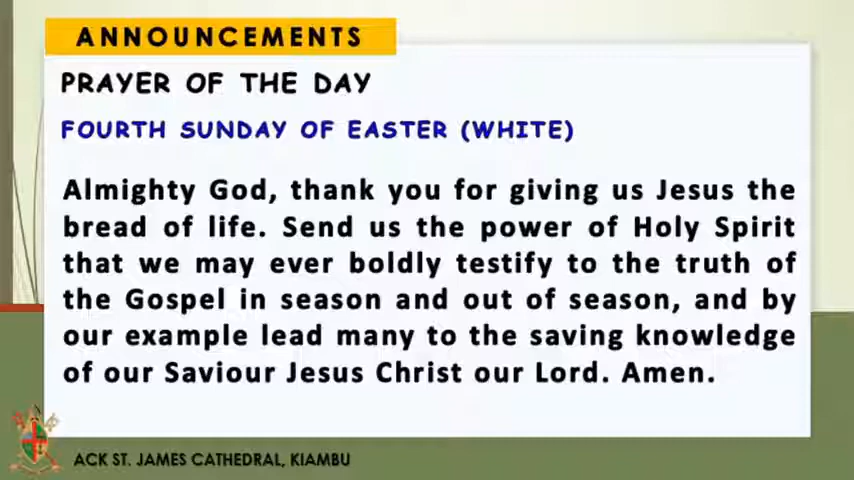 ANNOUNCEMENTS
PRAYER OF THE DAY
FOURTH SUNDAY OF EASTER (WHITE)
Almighty God, thank you for giving us Jesus the
bread of life. Send us the power of Holy Spirit
that we may ever boldly testify to the truth of
the Gospel in season and out of season, and by
our example lead many to the saving knowledge
of our Saviour Jesus Christ our Lord. Amen.
ACK ST. JAMES CATHEDRAL, KIAMBU